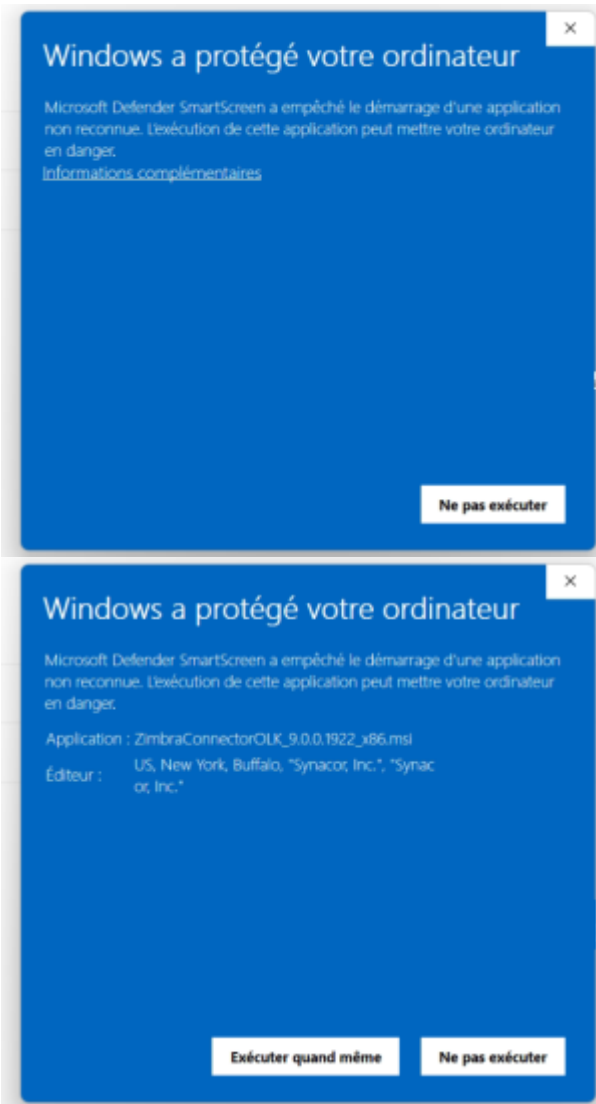 Windows a protégé votre ordinateur
Microsoft Defender SmartScreen a empêché le démarrage d'une application
non reconnue. L'exécution de cette application peut mettre votre ordinateur
en danger.
Informations complémentaires
Ne pas exécuter
Windows a protégé votre ordinateur
Microsoft Defender SmartScreen a empêché le démarrage d'une application
non reconnue. L'exécution de cette application peut mettre votre ordinateur
en danger.
Application : ZimbraConnectorOLK_9.0.0.1922_x86.msi
Éditeur : US, New York, Buffalo, "Synacor, Inc.", "Synac
or, Inc."
Exécuter quand même Ne pas exécuter